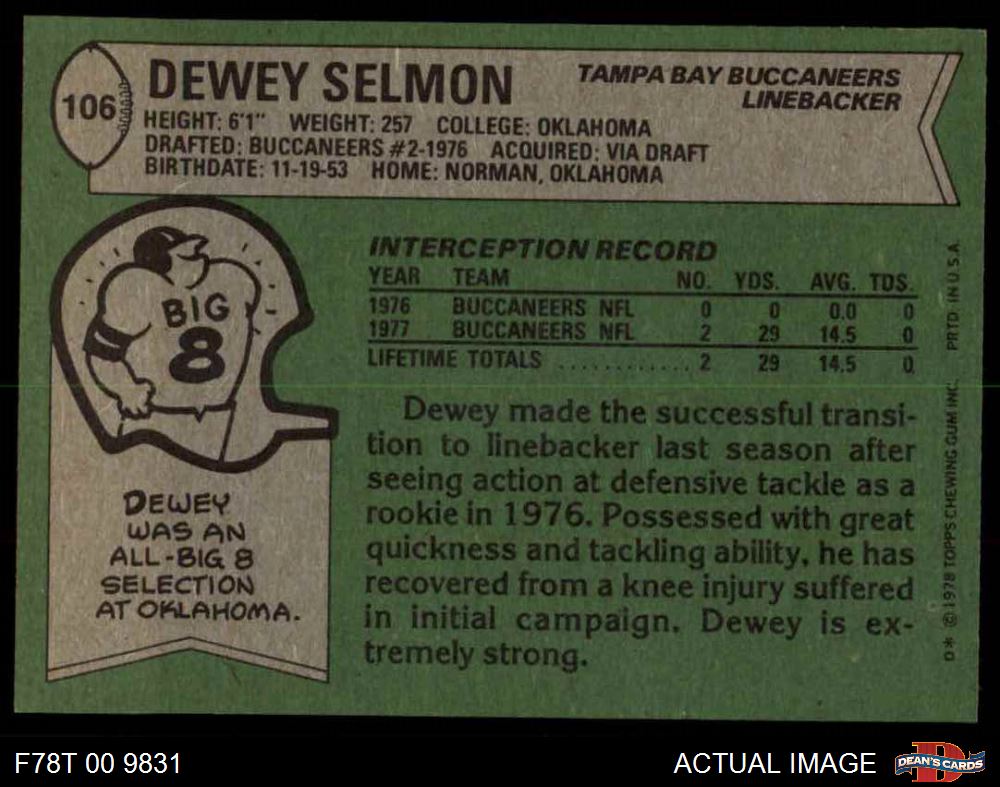 106
DEWEY SELMON
TAMPA BAY BUCCANEERS
LINEBACKER
HEIGHT: 6'1" WEIGHT: 257 COLLEGE: OKLAHOMA
DRAFTED: BUCCANEERS #2-1976 ACQUIRED: VIA DRAFT
BIRTHDATE: 11-19-53 HOME: NORMAN, OKLAHOMA
BIG
8
DEWEY
WAS AN
ALL-BIG 8
SELECTION
AT OKLAHOMA.
INTERCEPTION RECORD
YEAR TEAM NO. YDS. AVG. TDS.
1976 BUCCANEERS NFL 0 0 0.0 0
1977 BUCCANEERS NFL 2 29 14.5 0
LIFETIME TOTALS ............ 2 29 14.5 0
Dewey made the successful transi-
tion to linebacker last season after
seeing action at defensive tackle as a
rookie in 1976. Possessed with great
quickness and tackling ability, he has
recovered from a knee injury suffered
in initial campaign. Dewey is ex-
tremely strong.
D* © 1978 TOPPS CHEWING GUM INC. PRTD. IN U.S.A.
F78T 00 9831
ACTUAL IMAGE
DEAN'S CARDS